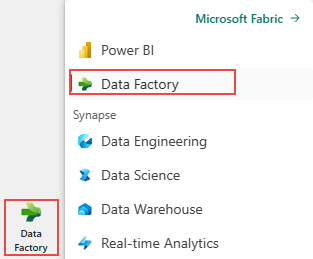 Microsoft Fabric →
Power BI
Data Factory
Synapse
Data Engineering
Data Science
Data Warehouse
Real-time Analytics
Data
Factory